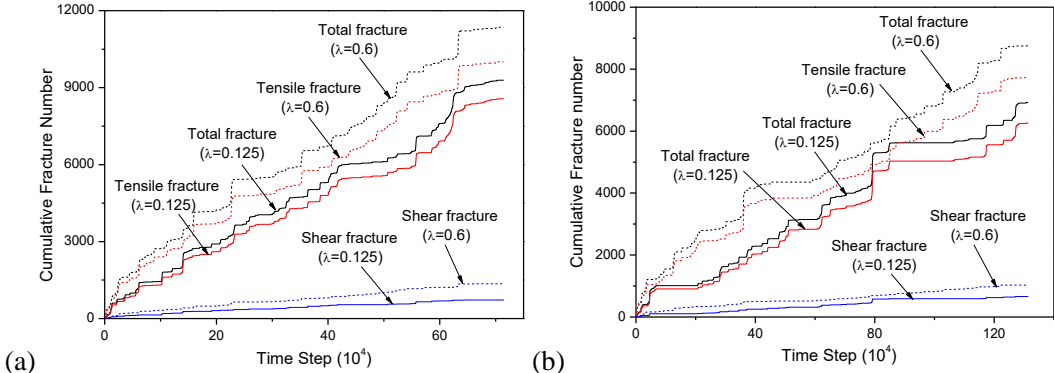 12000
9000
6000
3000
0
0
20
40
60
Cumulative Fracture Number
Time Step (10⁴)
Total fracture
(λ=0.6)
Tensile fracture
(λ=0.6)
Total fracture
(λ=0.125)
Tensile fracture
(λ=0.125)
Shear fracture
(λ=0.125)
Shear fracture
(λ=0.6)
(a)
10000
8000
6000
4000
2000
0
0
40
80
120
Cumulative Fracture number
Time Step (10⁴)
Total fracture
(λ=0.6)
Tensile fracture
(λ=0.6)
Total fracture
(λ=0.125)
Total fracture
(λ=0.125)
Shear fracture
(λ=0.125)
Shear fracture
(λ=0.6)
(b)